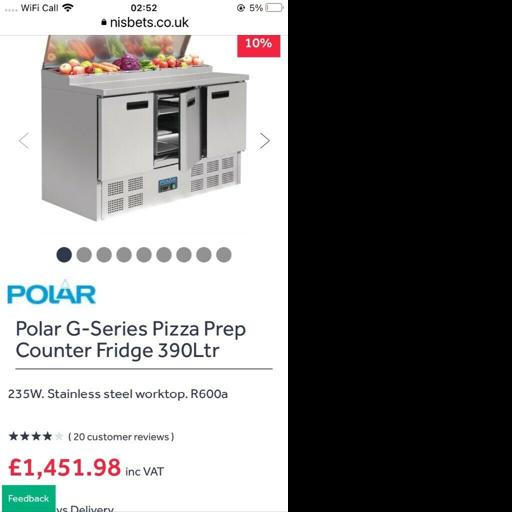 WiFi Call 02:52 5%
nisbets.co.uk
10%
POLAR
POLAR
Polar G-Series Pizza Prep
Counter Fridge 390Ltr
235W. Stainless steel worktop. R600a
( 20 customer reviews )
£1,451.98 inc VAT
Feedback
ys Delivery